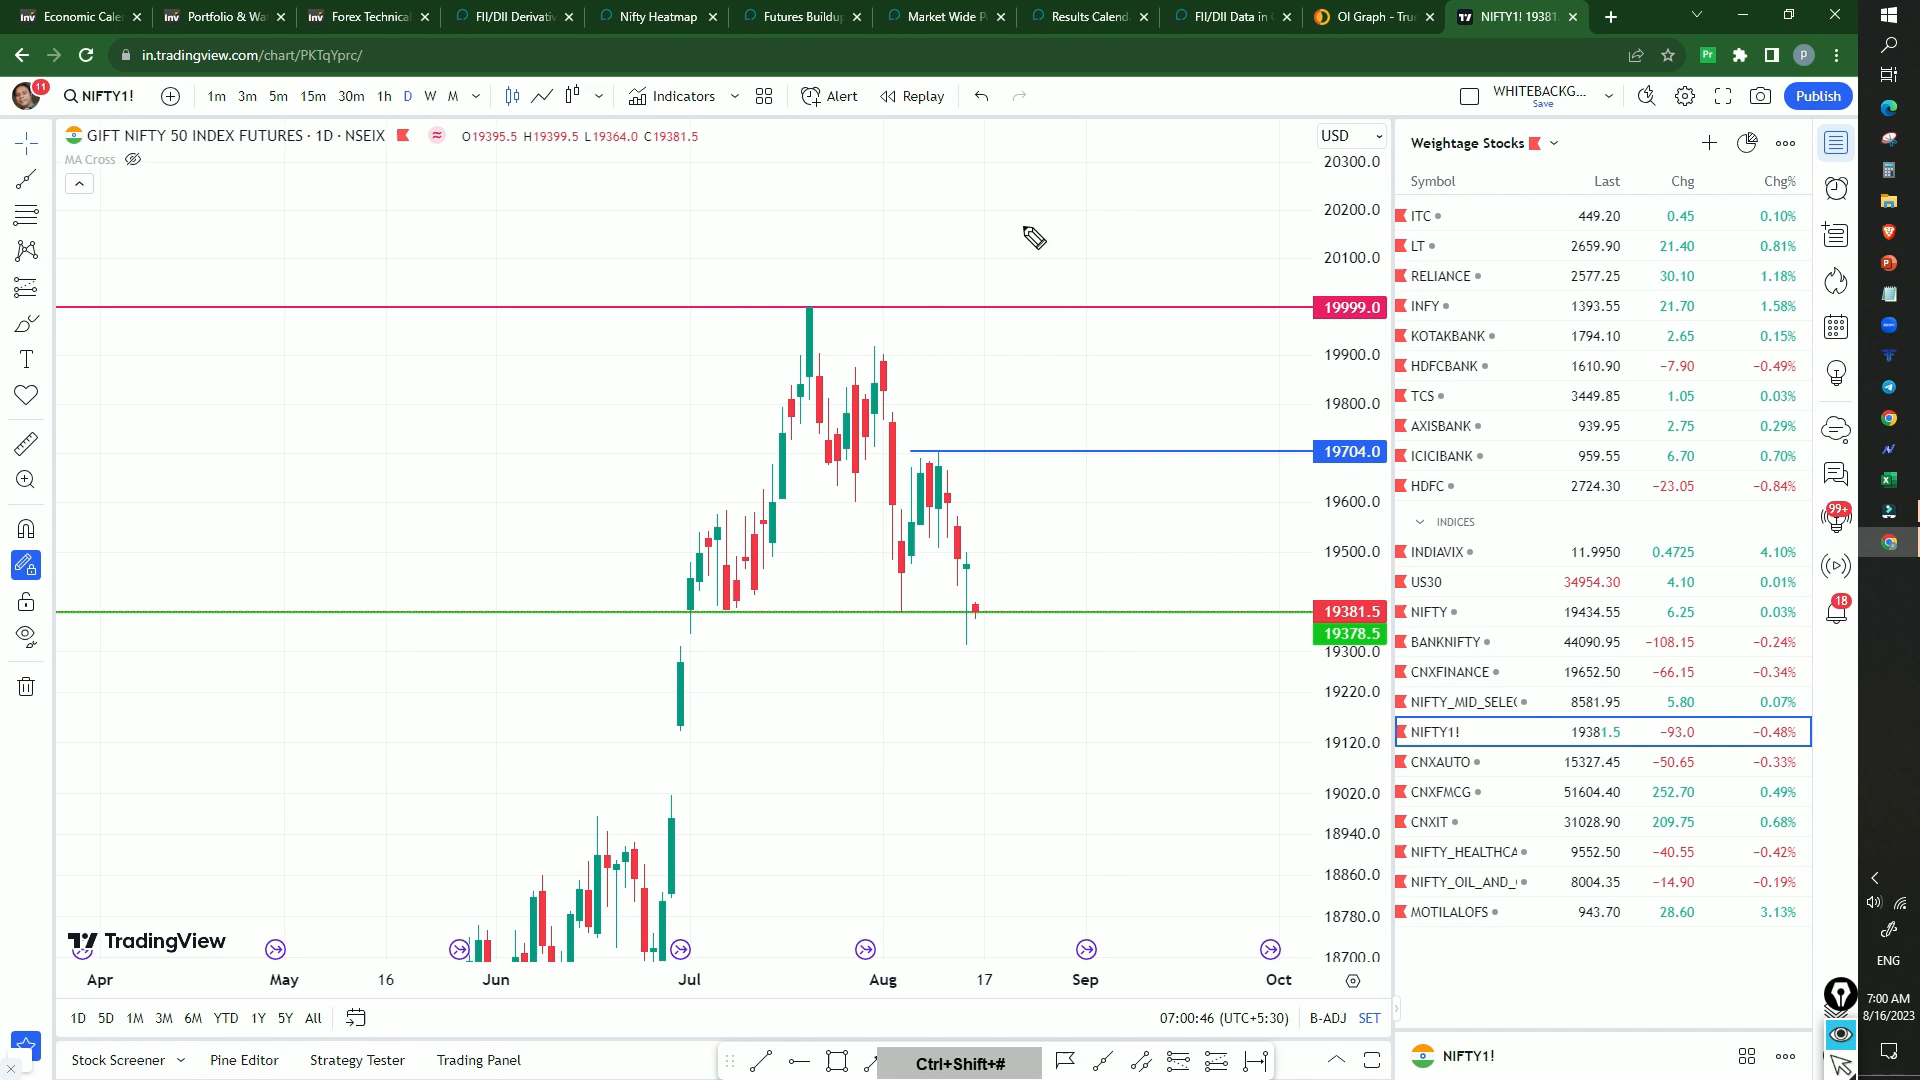 Economic Cale
Portfolio & Wa
Forex Technical
FII/DII Derivati
Nifty Heatmap
Futures Buildup
Market Wide P
Results Calend
FII/DII Data in
OI Graph - True
NIFTY1! 19381.
in.tradingview.com/chart/PKTqYprc/
Pr
p
11
NIFTY1!
1m 3m 5m 15m 30m 1h D W M
Indicators
Alert
Replay
WHITEBACKG...
Save
Publish
GIFT NIFTY 50 INDEX FUTURES · 1D · NSEIX
O19395.5 H19399.5 L19364.0 C19381.5
MA Cross
USD
20300.0
20200.0
20100.0
19999.0
19900.0
19800.0
19704.0
19600.0
19500.0
19381.5
19378.5
19300.0
19220.0
19120.0
19020.0
18940.0
18860.0
18780.0
18700.0
TradingView
Apr May 16 Jun Jul Aug 17 Sep Oct
1D 5D 1M 3M 6M YTD 1Y 5Y All
07:00:46 (UTC+5:30) B-ADJ SET
Stock Screener Pine Editor Strategy Tester Trading Panel
Ctrl+Shift+#
Weightage Stocks
Symbol Last Chg Chg%
ITC 449.20 0.45 0.10%
LT 2659.90 21.40 0.81%
RELIANCE 2577.25 30.10 1.18%
INFY 1393.55 21.70 1.58%
KOTAKBANK 1794.10 2.65 0.15%
HDFCBANK 1610.90 −7.90 −0.49%
TCS 3449.85 1.05 0.03%
AXISBANK 939.95 2.75 0.29%
ICICIBANK 959.55 6.70 0.70%
HDFC 2724.30 −23.05 −0.84%
INDICES
INDIAVIX 11.9950 0.4725 4.10%
US30 34954.30 4.10 0.01%
NIFTY 19434.55 6.25 0.03%
BANKNIFTY 44090.95 −108.15 −0.24%
CNXFINANCE 19652.50 −66.15 −0.34%
NIFTY_MID_SELEC 8581.95 5.80 0.07%
NIFTY1! 19381.5 −93.0 −0.48%
CNXAUTO 15327.45 −50.65 −0.33%
CNXFMCG 51604.40 252.70 0.49%
CNXIT 31028.90 209.75 0.68%
NIFTY_HEALTHCA 9552.50 −40.55 −0.42%
NIFTY_OIL_AND_ 8004.35 −14.90 −0.19%
MOTILALOFS 943.70 28.60 3.13%
NIFTY1!
99+
18
ENG
7:00 AM
8/16/2023